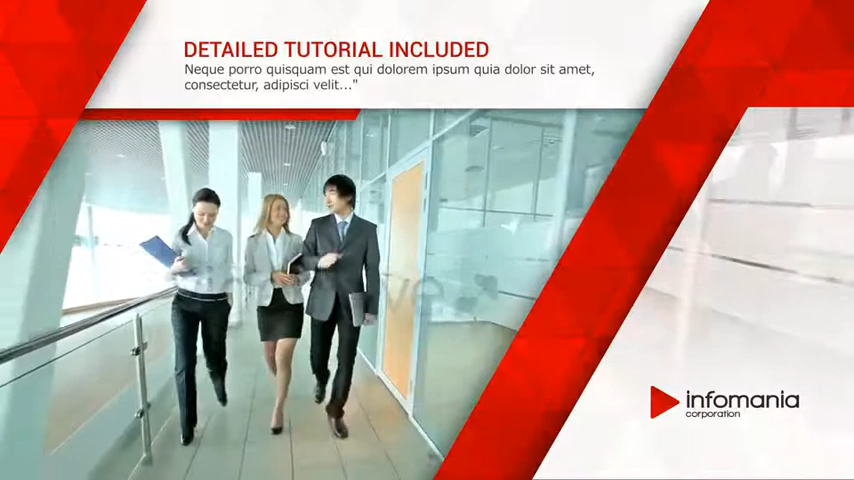 DETAILED TUTORIAL INCLUDED
Neque porro quisquam est qui dolorem ipsum quia dolor sit amet,
consectetur, adipisci velit..."
infomania
corporation